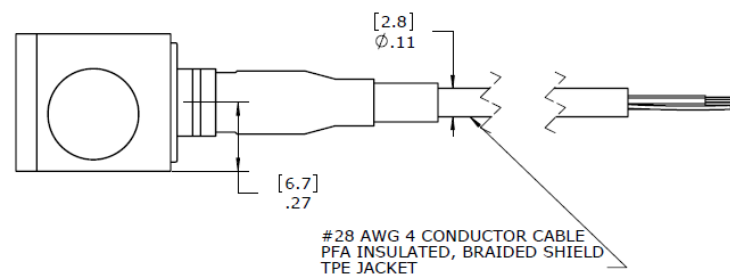 [2.8]
Ø.11
[6.7]
.27
#28 AWG 4 CONDUCTOR CABLE
PFA INSULATED, BRAIDED SHIELD
TPE JACKET